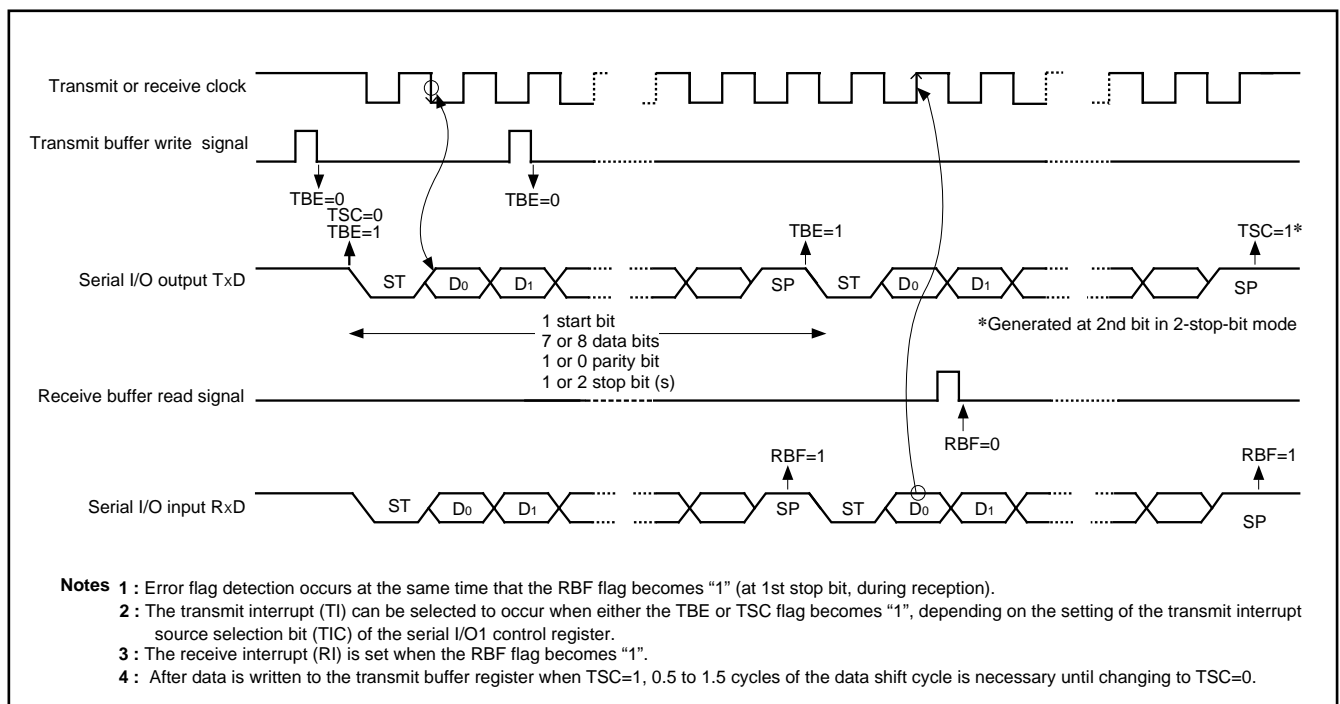 Transmit or receive clock
Transmit buffer write signal
TBE=0
TSC=0
TBE=1
TBE=0
TBE=1
TSC=1*
Serial I/O output TxD
ST
D0
D1
SP
ST
D0
D1
SP
1 start bit
7 or 8 data bits
1 or 0 parity bit
1 or 2 stop bit (s)
*Generated at 2nd bit in 2-stop-bit mode
Receive buffer read signal
RBF=0
RBF=1
RBF=1
Serial I/O input RxD
ST
D0
D1
SP
ST
D0
D1
SP
Notes 1 : Error flag detection occurs at the same time that the RBF flag becomes “1” (at 1st stop bit, during reception).
2 : The transmit interrupt (TI) can be selected to occur when either the TBE or TSC flag becomes “1”, depending on the setting of the transmit interrupt
source selection bit (TIC) of the serial I/O1 control register.
3 : The receive interrupt (RI) is set when the RBF flag becomes “1”.
4 : After data is written to the transmit buffer register when TSC=1, 0.5 to 1.5 cycles of the data shift cycle is necessary until changing to TSC=0.